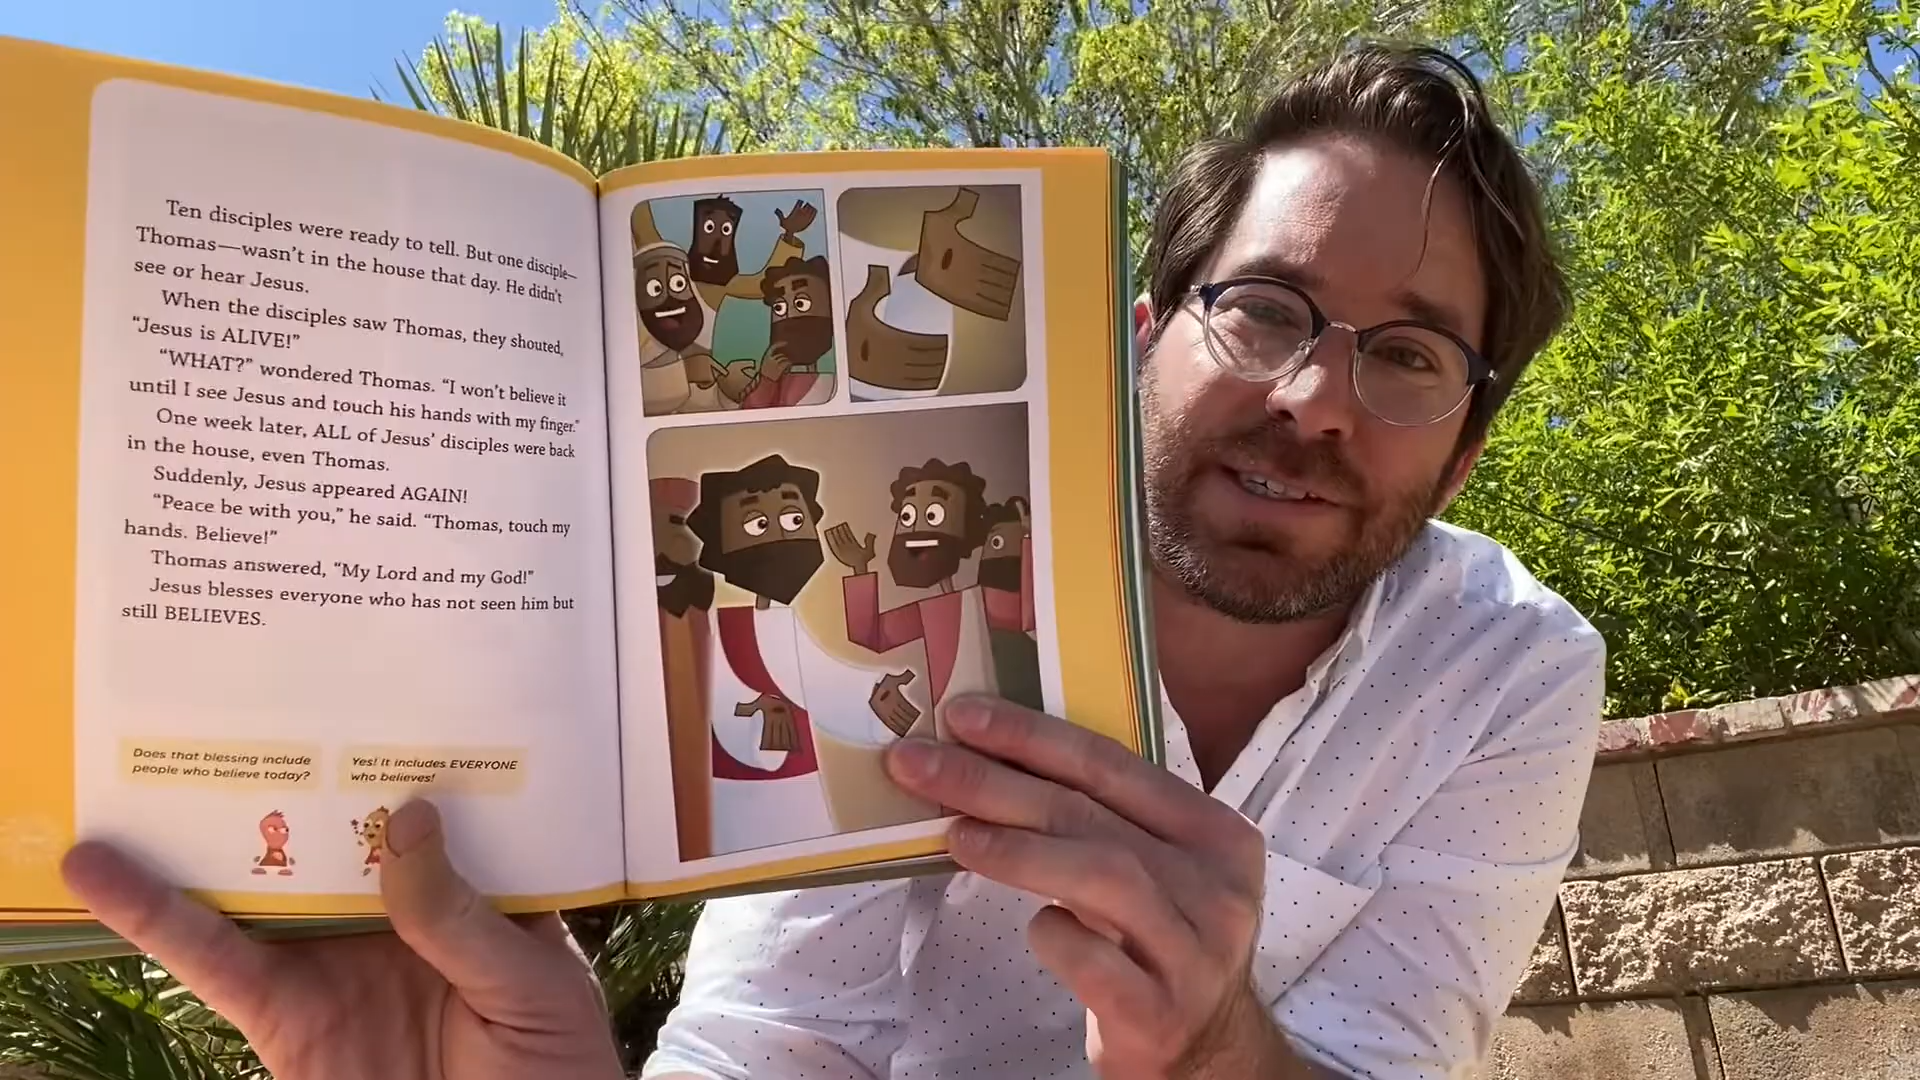 Ten disciples were ready to tell. But one disciple—
Thomas—wasn't in the house that day. He didn't
see or hear Jesus.
When the disciples saw Thomas, they shouted,
"Jesus is ALIVE!"
"WHAT?" wondered Thomas. "I won't believe it
until I see Jesus and touch his hands with my finger."
One week later, ALL of Jesus' disciples were back
in the house, even Thomas.
Suddenly, Jesus appeared AGAIN!
"Peace be with you," he said. "Thomas, touch my
hands. Believe!"
Thomas answered, "My Lord and my God!"
Jesus blesses everyone who has not seen him but
still BELIEVES.
Does that blessing include
people who believe today?
Yes! It includes EVERYONE
who believes!